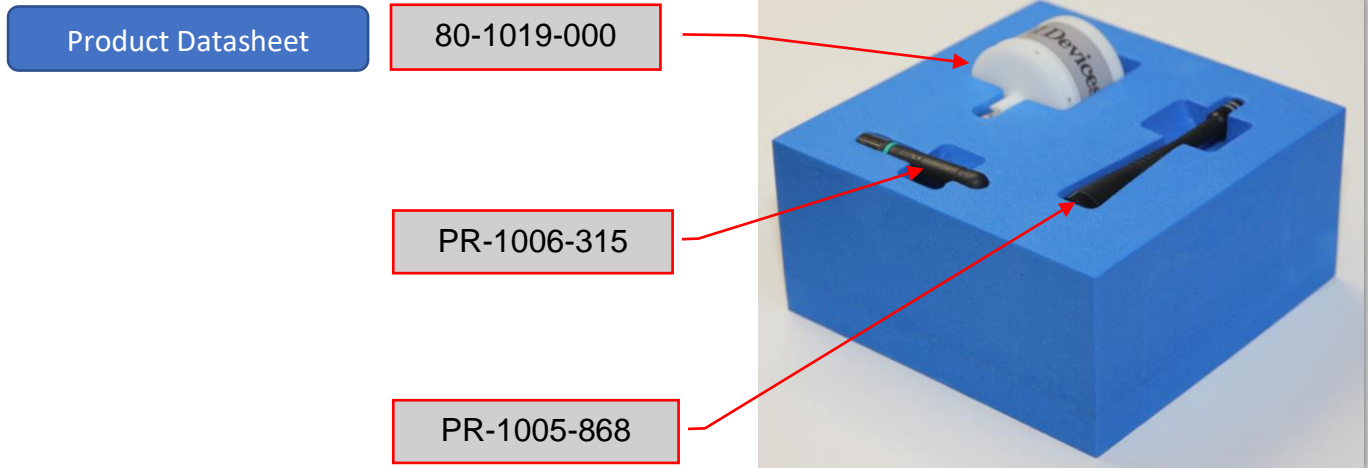 Product Datasheet
80-1019-000
f Devices
PR-1006-315
PR-1005-868